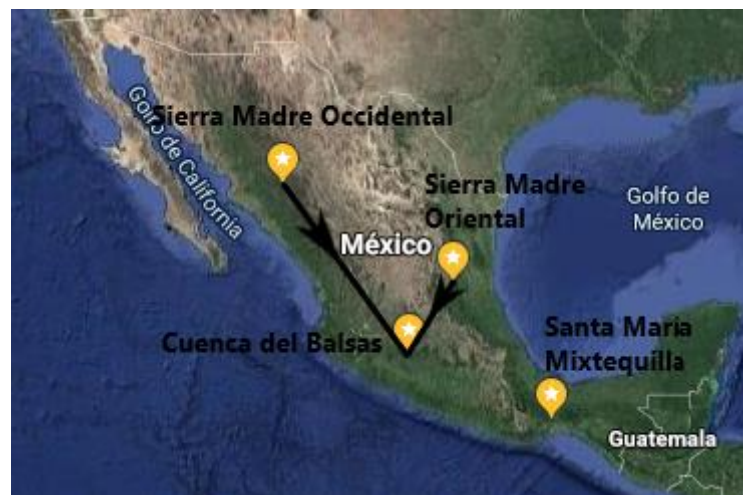 Golfo de California
Sierra Madre Occidental
Sierra Madre
Oriental
Golfo de
México
México
Cuenca del Balsas
Santa Maria
Mixtequilla
Guatemala